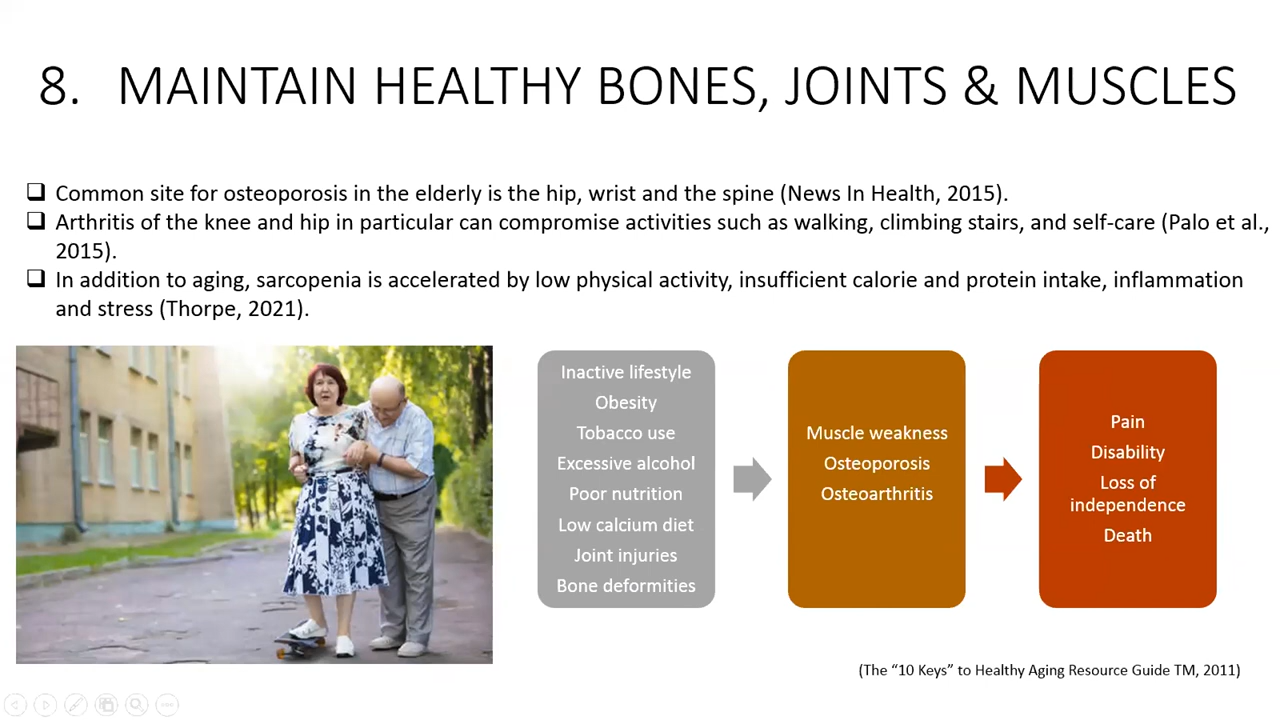 8. MAINTAIN HEALTHY BONES, JOINTS & MUSCLES
Common site for osteoporosis in the elderly is the hip, wrist and the spine (News In Health, 2015).
Arthritis of the knee and hip in particular can compromise activities such as walking, climbing stairs, and self-care (Palo et al.,
2015).
In addition to aging, sarcopenia is accelerated by low physical activity, insufficient calorie and protein intake, inflammation
and stress (Thorpe, 2021).
Inactive lifestyle
Obesity
Tobacco use
Excessive alcohol
Poor nutrition
Low calcium diet
Joint injuries
Bone deformities
Muscle weakness
Osteoporosis
Osteoarthritis
Pain
Disability
Loss of
independence
Death
(The “10 Keys” to Healthy Aging Resource Guide TM, 2011)